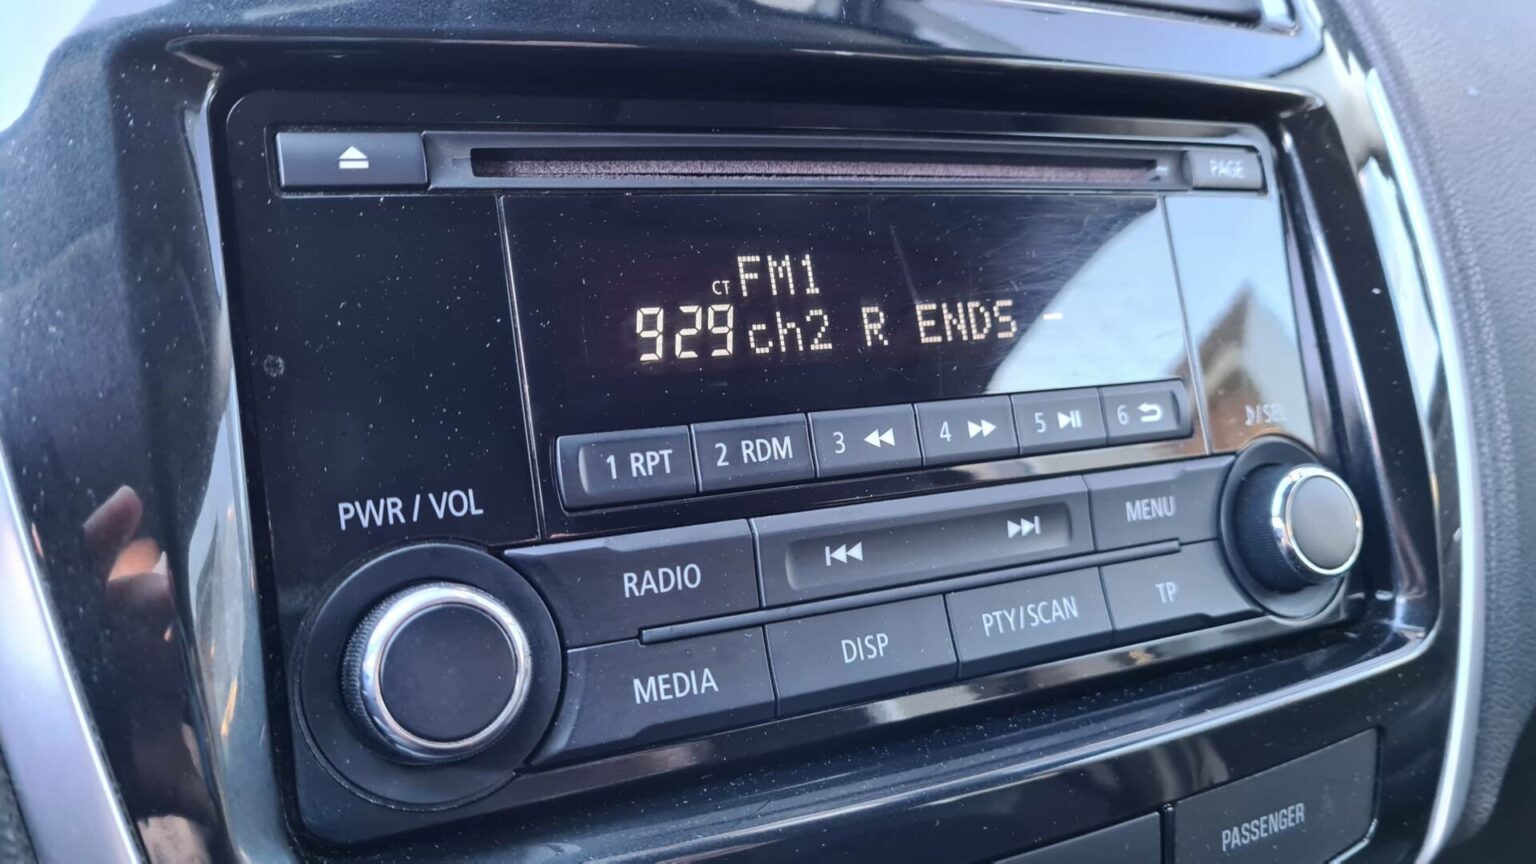 PAGE
CT FM1
929 ch2 R ENDS -
1 RPT 2 RDM 3 4 5 6
♪/SEL
PWR / VOL
MENU
RADIO
TP
PTY/SCAN
DISP
MEDIA
PASSENGER